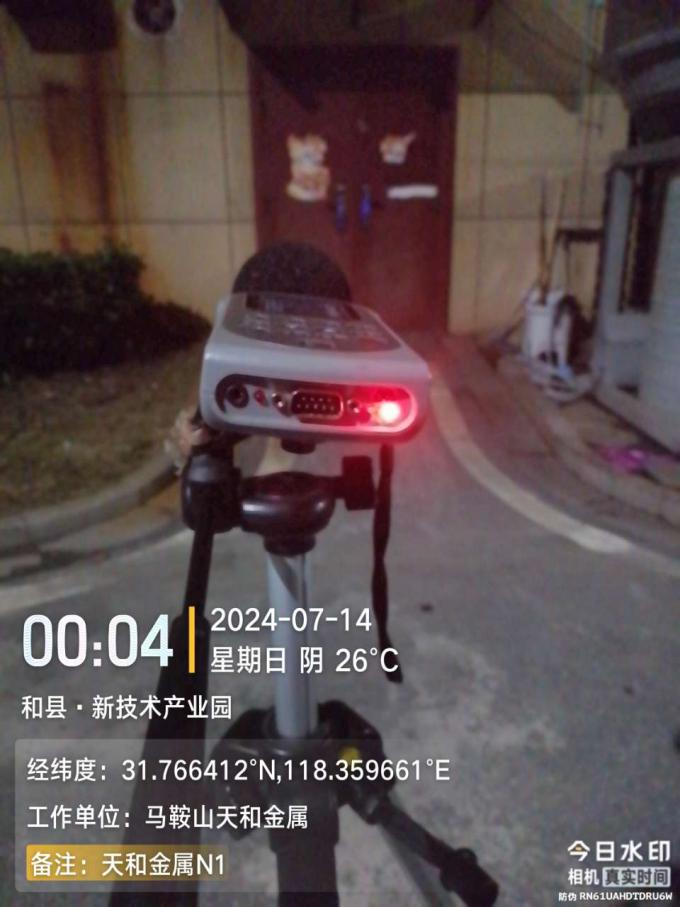 00:04
2024-07-14
星期日 阴 26°C
和县·新技术产业园
经纬度：31.766412°N,118.359661°E
工作单位：马鞍山天和金属
备注：天和金属N1
今日水印
相机 真实时间
防伪 RN61UAHDTDRU6W